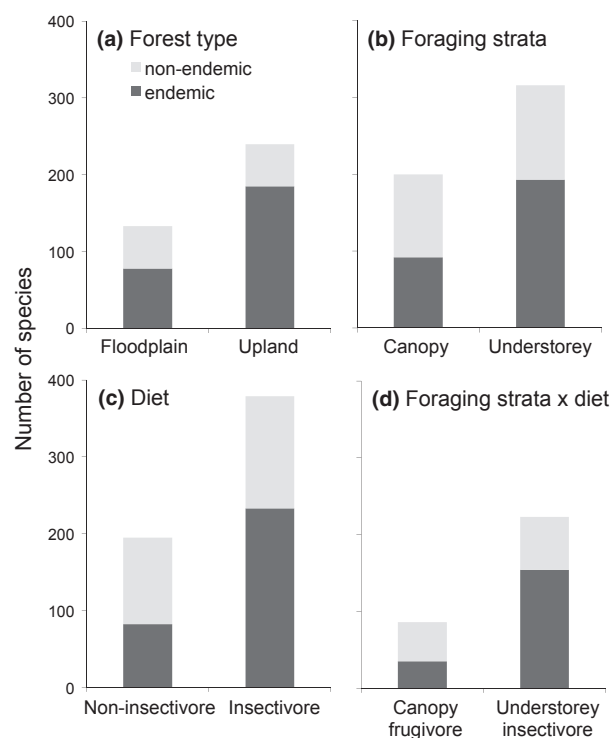 Number of species
(a) Forest type
non-endemic
endemic
400
300
200
100
0
Floodplain Upland
(b) Foraging strata
Canopy Understorey
(c) Diet
400
300
200
100
0
Non-insectivore Insectivore
(d) Foraging strata x diet
Canopy Understorey
frugivore insectivore